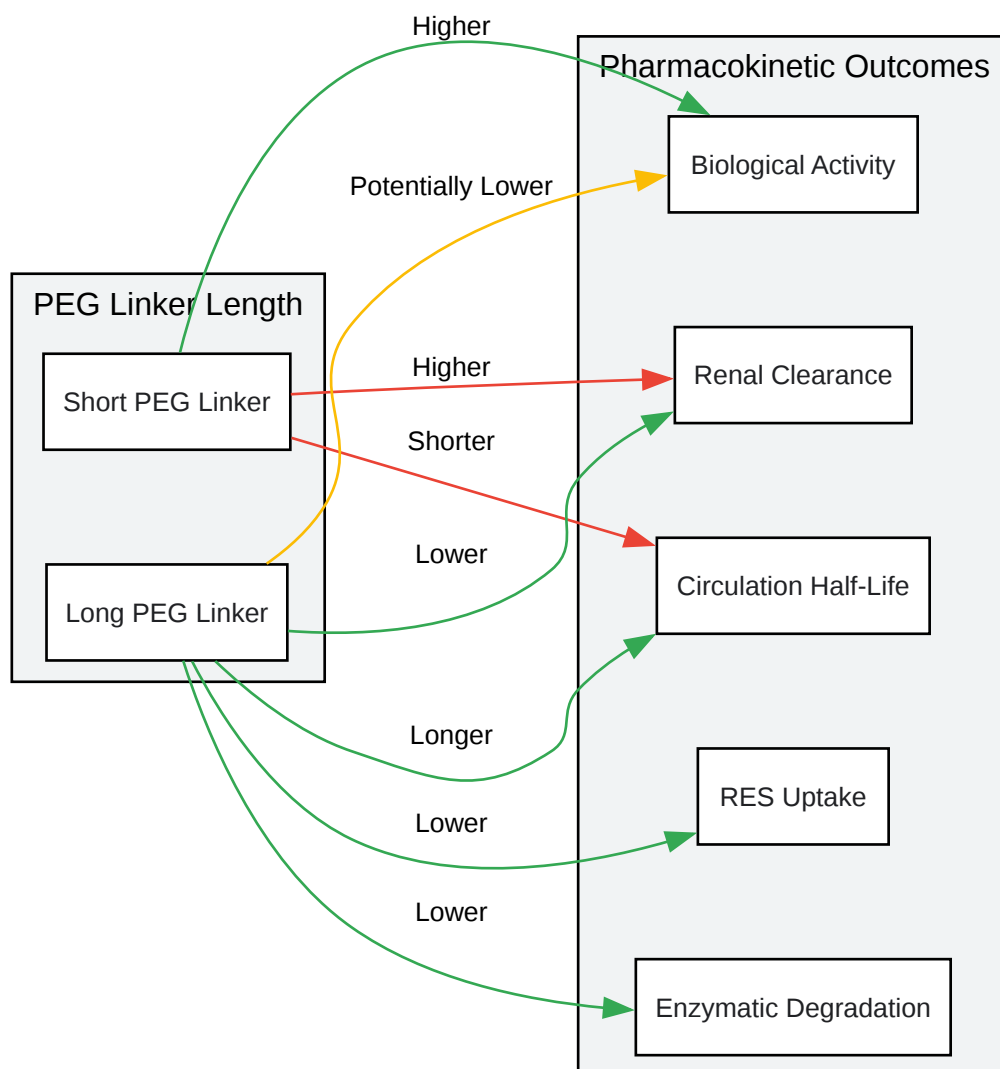 Higher
Pharmacokinetic Outcomes
Biological Activity
Potentially Lower
PEG Linker Length
Short PEG Linker
Higher
Renal Clearance
Shorter
Lower
Circulation Half-Life
Long PEG Linker
Longer
RES Uptake
Lower
Lower
Enzymatic Degradation